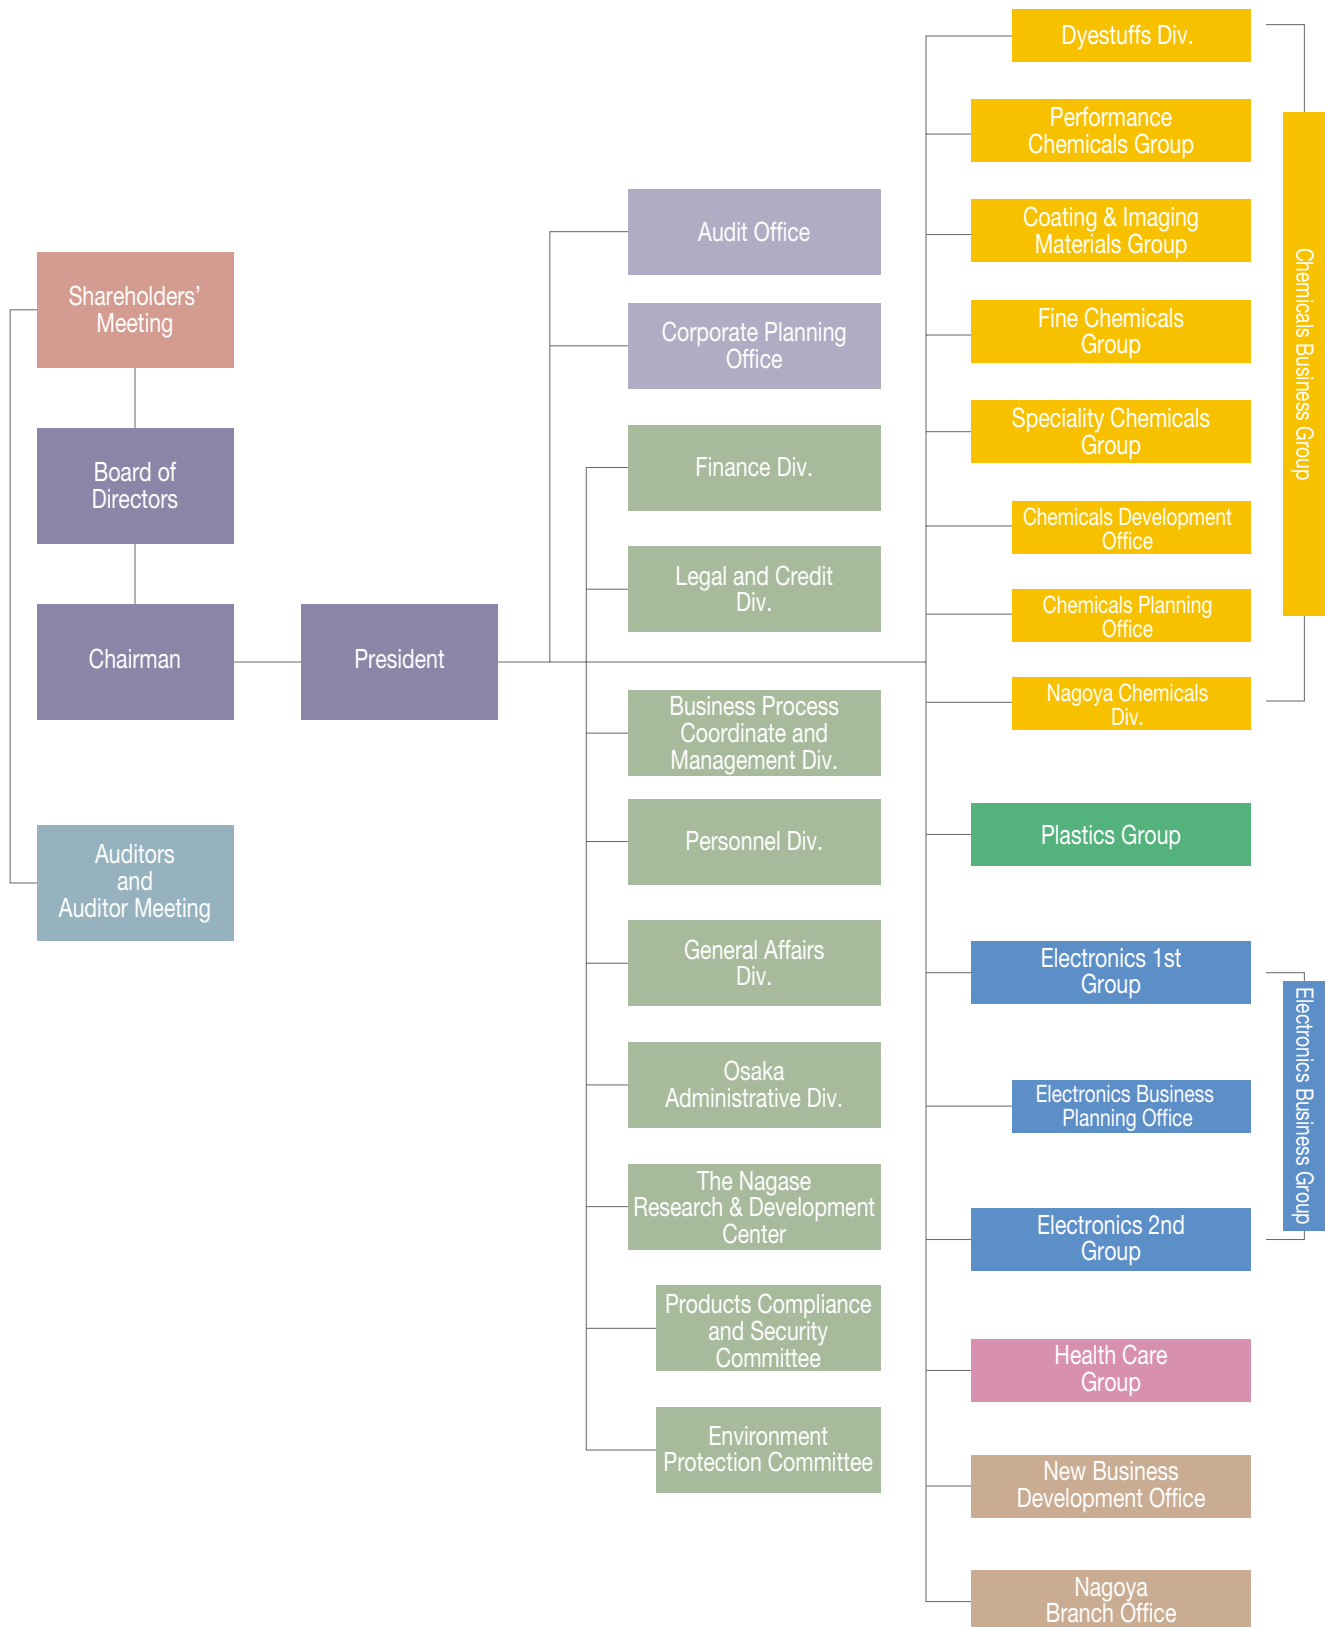 Shareholders’
Meeting
Board of
Directors
Chairman
President
Auditors
and
Auditor Meeting
Audit Office
Corporate Planning
Office
Finance Div.
Legal and Credit
Div.
Business Process
Coordinate and
Management Div.
Personnel Div.
General Affairs
Div.
Osaka
Administrative Div.
The Nagase
Research & Development
Center
Products Compliance
and Security
Committee
Environment
Protection Committee
Dyestuffs Div.
Performance
Chemicals Group
Coating & Imaging
Materials Group
Fine Chemicals
Group
Speciality Chemicals
Group
Chemicals Development
Office
Chemicals Planning
Office
Nagoya Chemicals
Div.
Chemicals Business Group
Plastics Group
Electronics 1st
Group
Electronics Business
Planning Office
Electronics 2nd
Group
Electronics Business Group
Health Care
Group
New Business
Development Office
Nagoya
Branch Office